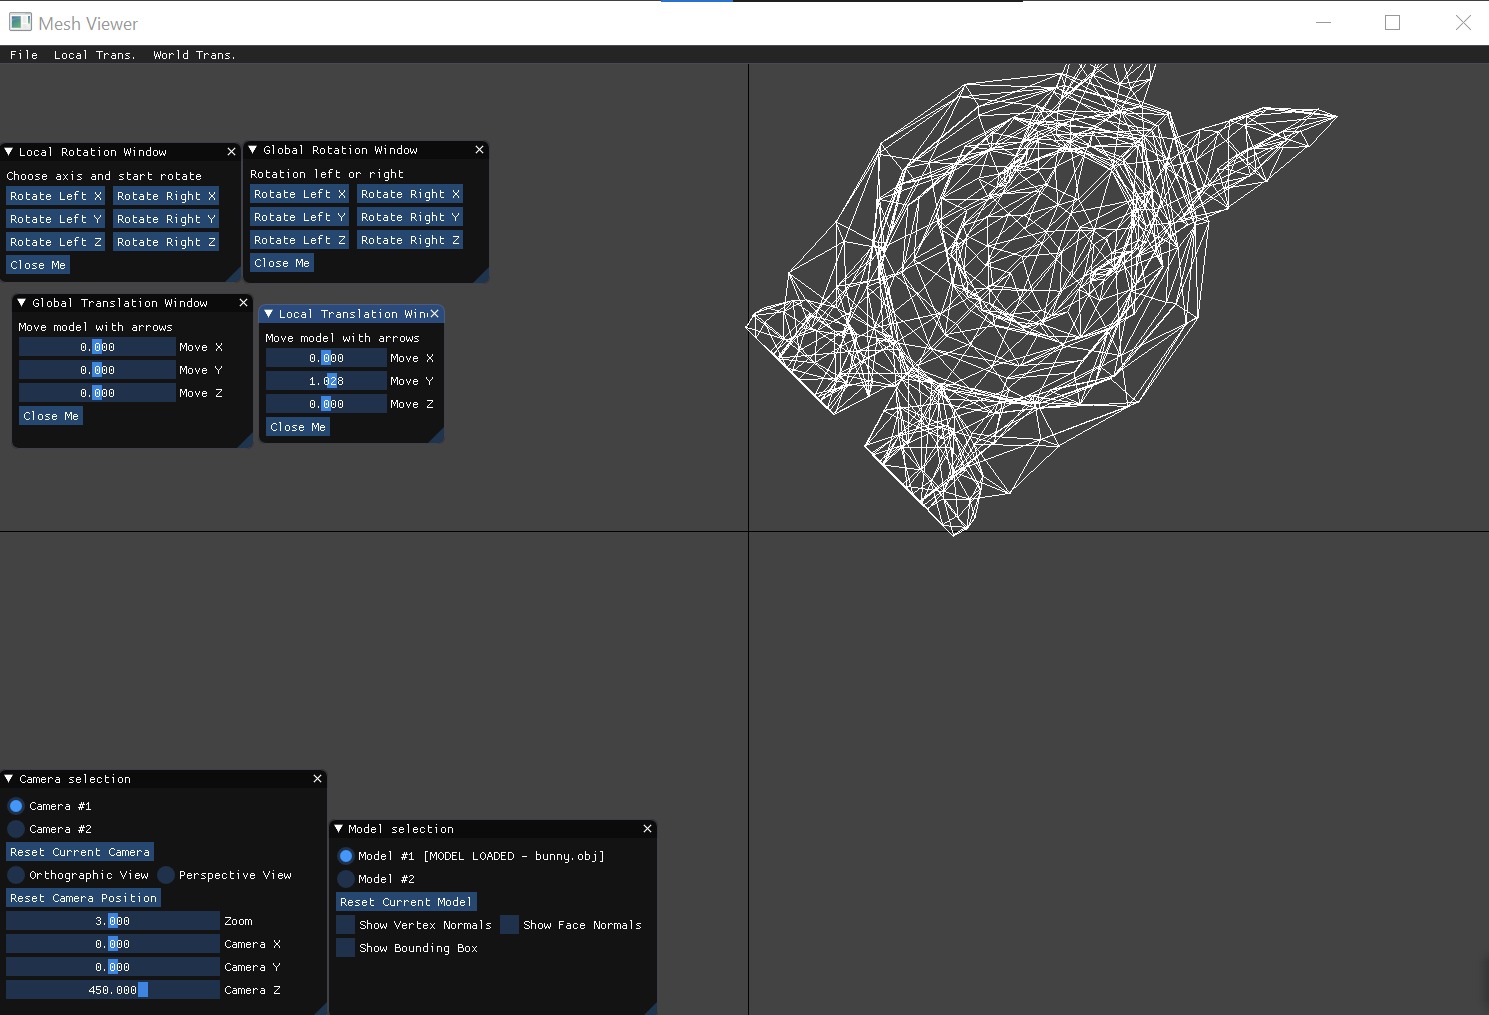 Mesh Viewer
File Local Trans. World Trans.
Local Rotation Window
Choose axis and start rotate
Rotate Left X Rotate Right X
Rotate Left Y Rotate Right Y
Rotate Left Z Rotate Right Z
Close Me
Global Rotation Window
Rotation left or right
Rotate Left X Rotate Right X
Rotate Left Y Rotate Right Y
Rotate Left Z Rotate Right Z
Close Me
Global Translation Window
Move model with arrows
0.000 Move X
0.000 Move Y
0.000 Move Z
Close Me
Local Translation Win
Move model with arrows
0.000 Move X
1.028 Move Y
0.000 Move Z
Close Me
Camera selection
Camera #1
Camera #2
Reset Current Camera
Orthographic View Perspective View
Reset Camera Position
3.000 Zoom
0.000 Camera X
0.000 Camera Y
450.000 Camera Z
Model selection
Model #1 [MODEL LOADED - bunny.obj]
Model #2
Reset Current Model
Show Vertex Normals Show Face Normals
Show Bounding Box